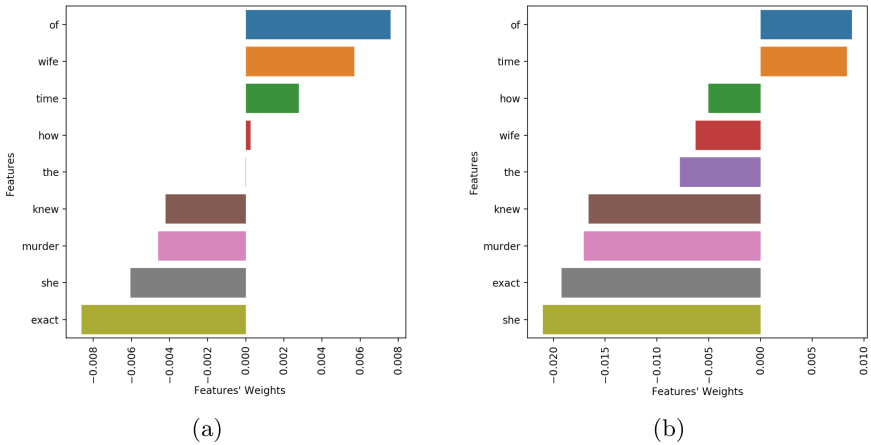 Features
of
wife
time
how
the
knew
murder
she
exact
−0.008
−0.006
−0.004
−0.002
0.000
0.002
0.004
0.006
0.008
Features' Weights
(a)
Features
of
time
how
wife
the
knew
murder
exact
she
−0.020
−0.015
−0.010
−0.005
0.000
0.005
0.010
Features' Weights
(b)